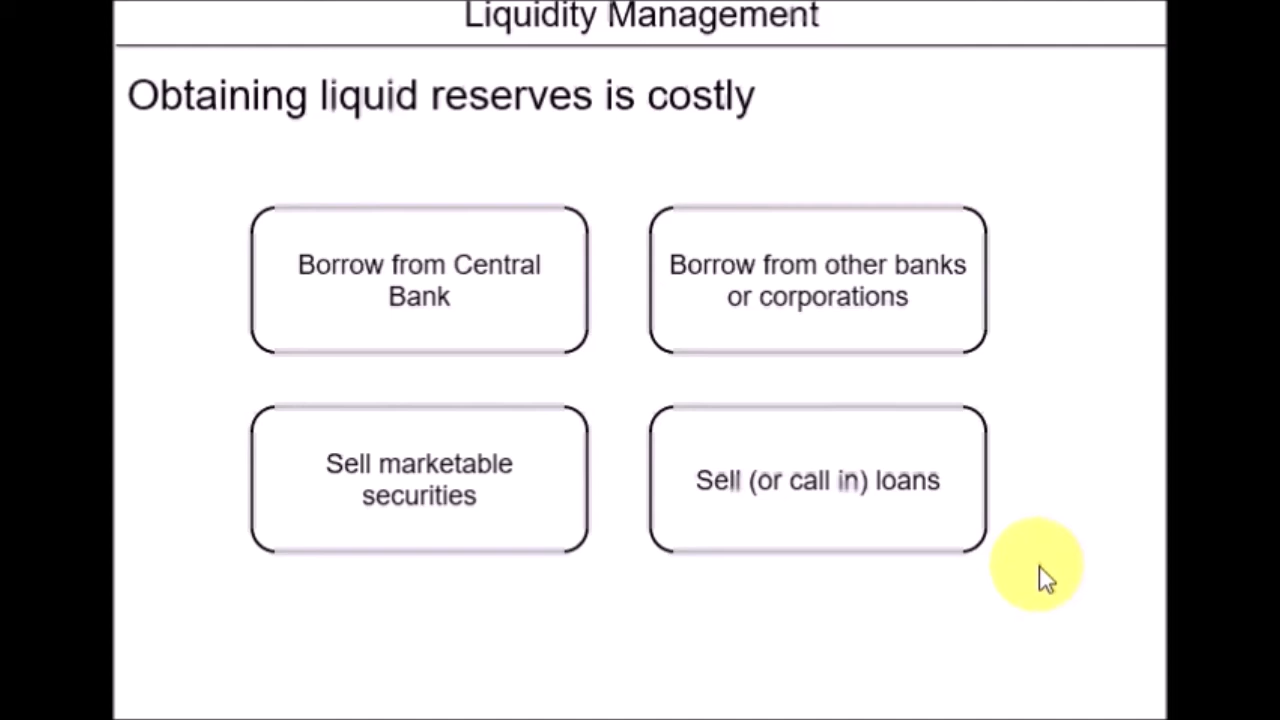 Liquidity Management
Obtaining liquid reserves is costly
Borrow from Central
Bank
Borrow from other banks
or corporations
Sell marketable
securities
Sell (or call in) loans